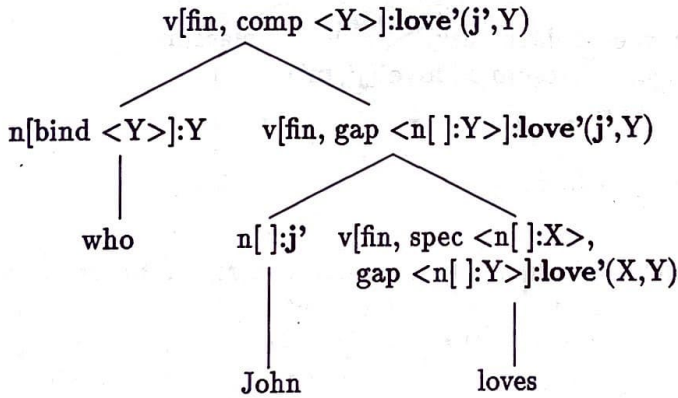 v[fin, comp <Y>]:love’(j’,Y)
n[bind <Y>]:Y v[fin, gap <n[ ]:Y>]:love’(j’,Y)
who n[ ]:j’ v[fin, spec <n[ ]:X>,
gap <n[ ]:Y>]:love’(X,Y)
John loves